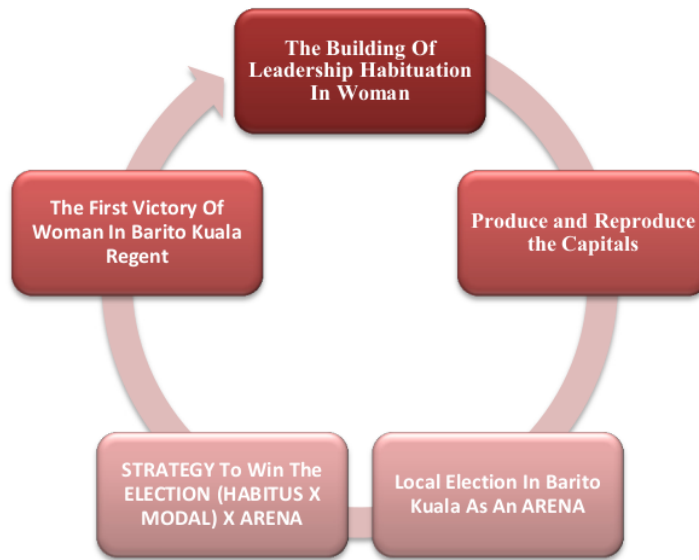 The Building Of
Leadership Habituation
In Woman
Produce and Reproduce
the Capitals
Local Election In Barito
Kuala As An ARENA
STRATEGY To Win The
ELECTION (HABITUS X
MODAL) X ARENA
The First Victory Of
Woman In Barito Kuala
Regent